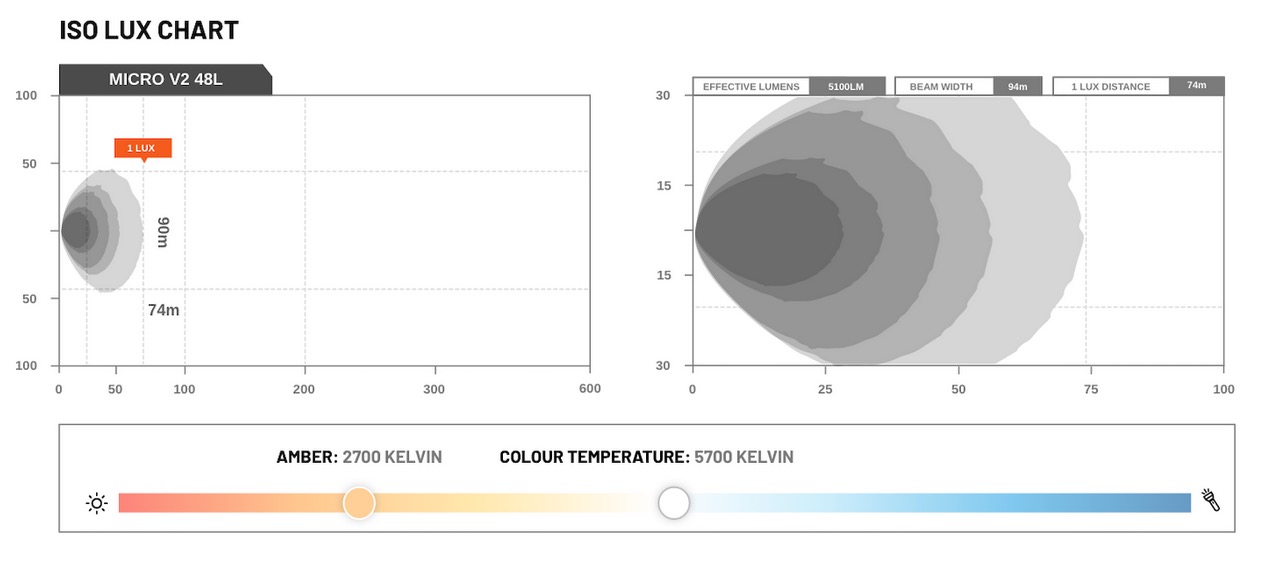 ISO LUX CHART
MICRO V2 48L
100
50
50
100
1 LUX
90m
74m
0
50
100
200
300
600
EFFECTIVE LUMENS 5100LM
BEAM WIDTH 94m
1 LUX DISTANCE 74m
30
15
15
30
0
25
50
75
100
AMBER: 2700 KELVIN
COLOUR TEMPERATURE: 5700 KELVIN